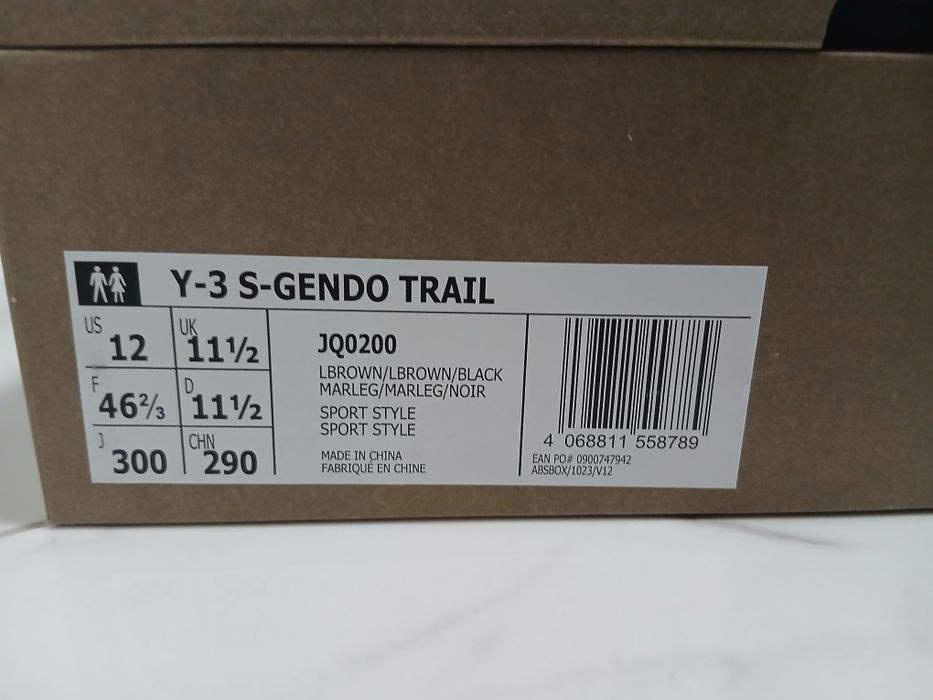 Y-3 S-GENDO TRAIL
US 12 UK 11½
F 46⅔ D 11½
J 300 CHN 290
JQ0200
LBROWN/LBROWN/BLACK
MARLEG/MARLEG/NOIR
SPORT STYLE
SPORT STYLE
MADE IN CHINA
FABRIQUÉ EN CHINE
4 068811 558789
EAN PO# 0900747942
ABSBOX/1023/V12